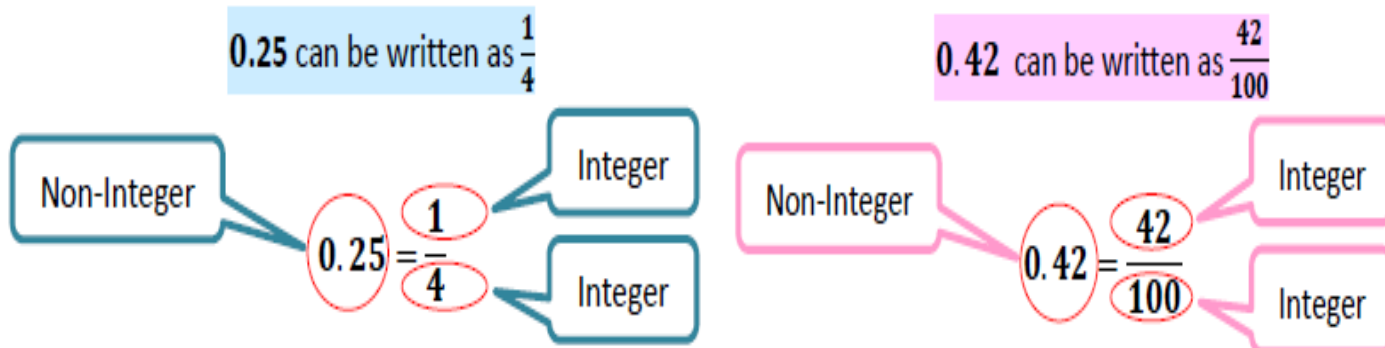 0.25 can be written as 1/4
0.42 can be written as 42/100
Non-Integer
Integer
0.25 = 1/4
Integer
Non-Integer
Integer
0.42 = 42/100
Integer